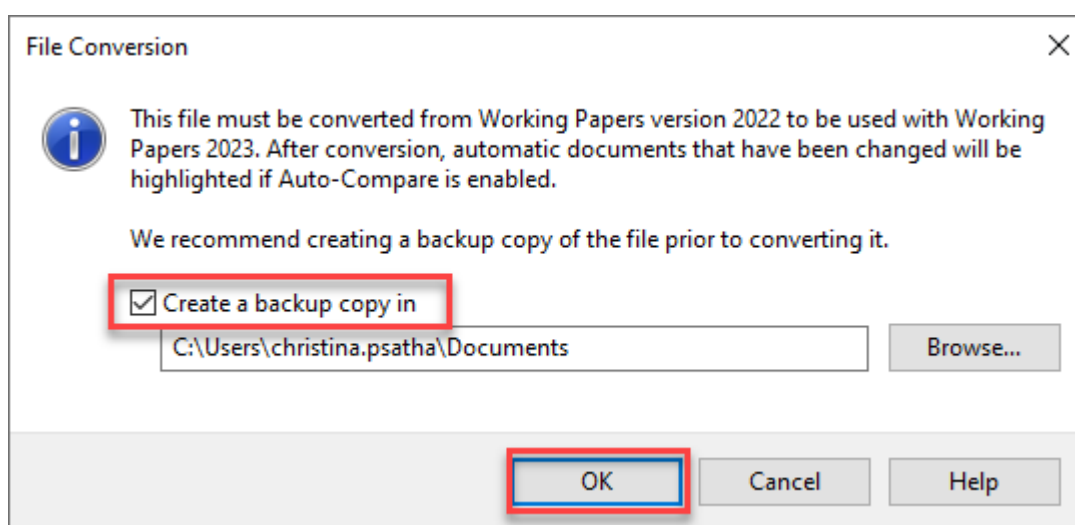 File Conversion
This file must be converted from Working Papers version 2022 to be used with Working
Papers 2023. After conversion, automatic documents that have been changed will be
highlighted if Auto-Compare is enabled.
We recommend creating a backup copy of the file prior to converting it.
Create a backup copy in
C:\Users\christina.psatha\Documents
Browse...
OK
Cancel
Help